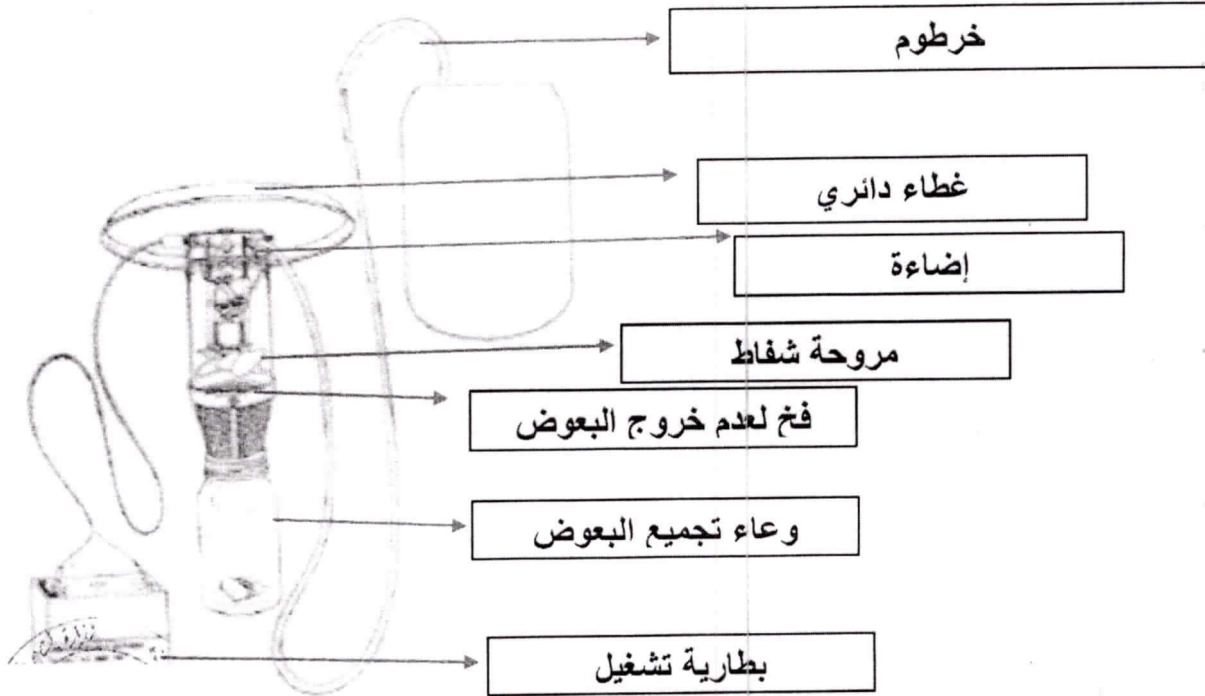 خرطوم
غطاء دائري
إضاءة
مروحة شفاط
فخ لعدم خروج البعوض
وعاء تجميع البعوض
بطارية تشغيل